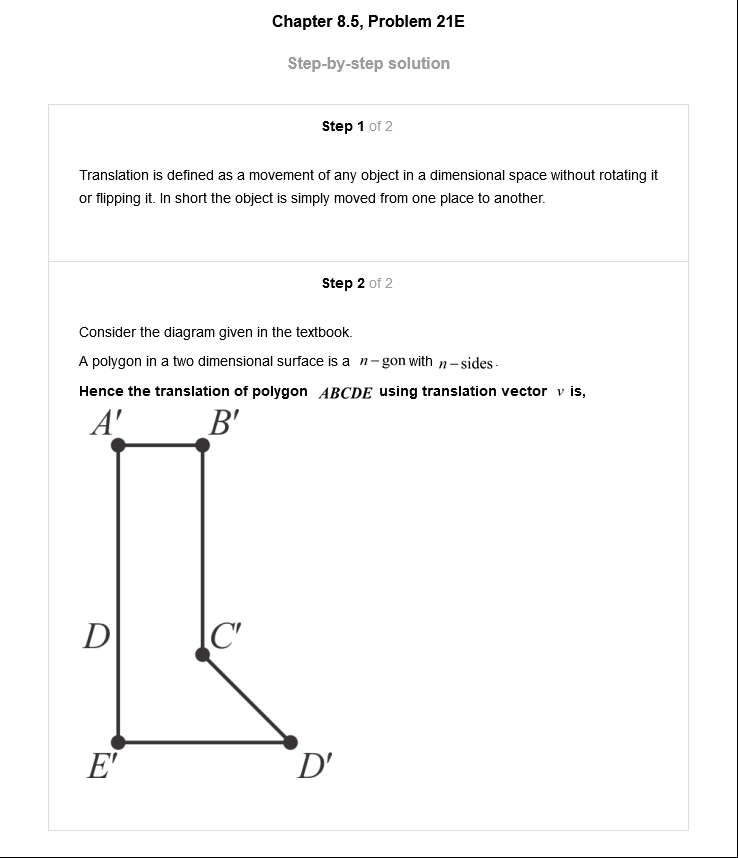 Chapter 8.5, Problem 21E
Step-by-step solution
Step 1 of 2
Translation is defined as a movement of any object in a dimensional space without rotating it
or flipping it. In short the object is simply moved from one place to another.
Step 2 of 2
Consider the diagram given in the textbook.
A polygon in a two dimensional surface is a n−gon with n−sides.
Hence the translation of polygon ABCDE using translation vector v is,
A' B'
D C'
E' D'